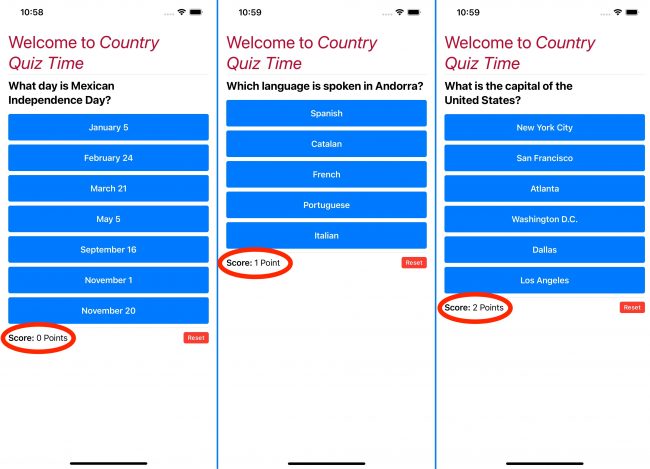 10:58
Welcome to Country
Quiz Time
What day is Mexican
Independence Day?
January 5
February 24
March 21
May 5
September 16
November 1
November 20
Score: 0 Points
Reset
10:59
Welcome to Country
Quiz Time
Which language is spoken in Andorra?
Spanish
Catalan
French
Portuguese
Italian
Score: 1 Point
Reset
10:59
Welcome to Country
Quiz Time
What is the capital of the
United States?
New York City
San Francisco
Atlanta
Washington D.C.
Dallas
Los Angeles
Score: 2 Points
Reset